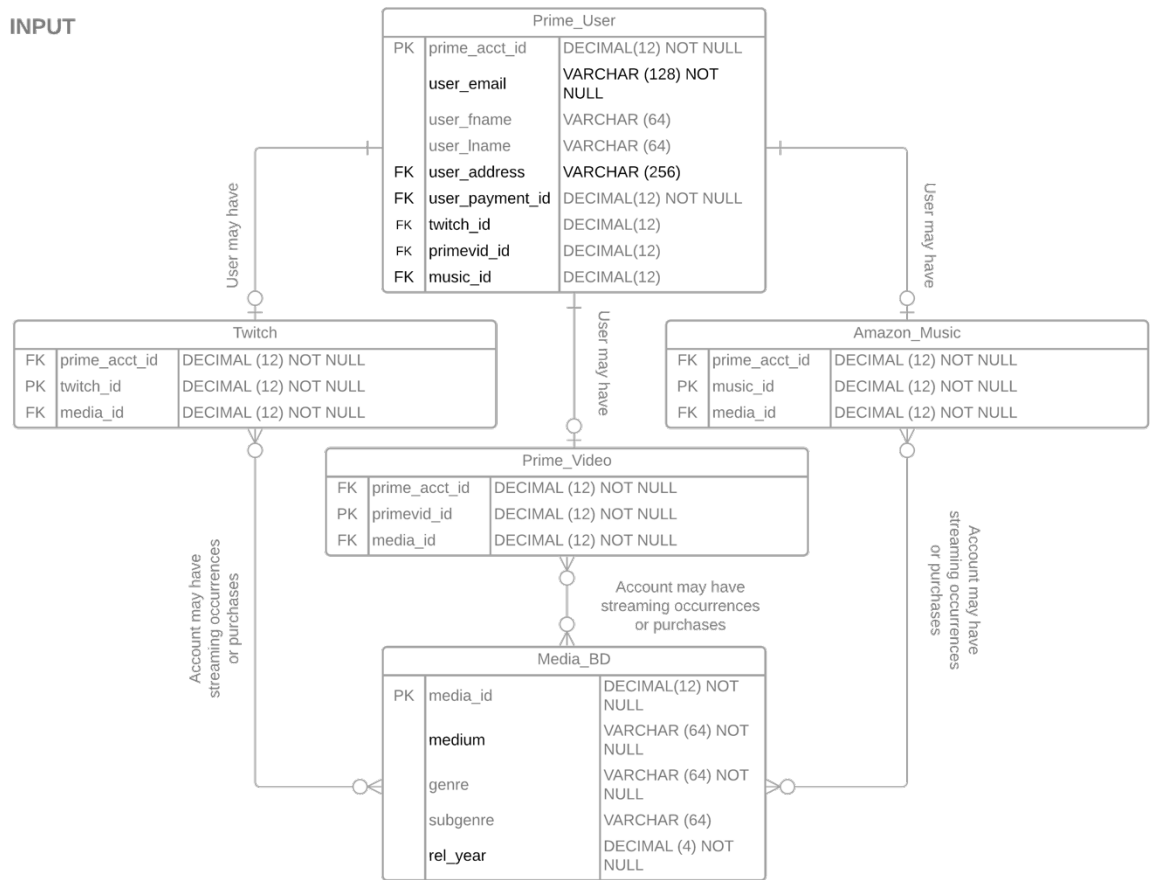 INPUT
Prime_User
PK prime_acct_id DECIMAL(12) NOT NULL
user_email VARCHAR (128) NOT
NULL
user_fname VARCHAR (64)
user_lname VARCHAR (64)
FK user_address VARCHAR (256)
FK user_payment_id DECIMAL(12) NOT NULL
FK twitch_id DECIMAL(12)
FK primevid_id DECIMAL(12)
FK music_id DECIMAL(12)
User may have
User may have
User may have
Twitch
FK prime_acct_id DECIMAL (12) NOT NULL
PK twitch_id DECIMAL (12) NOT NULL
FK media_id DECIMAL (12) NOT NULL
Amazon_Music
FK prime_acct_id DECIMAL (12) NOT NULL
PK music_id DECIMAL (12) NOT NULL
FK media_id DECIMAL (12) NOT NULL
Prime_Video
FK prime_acct_id DECIMAL (12) NOT NULL
PK primevid_id DECIMAL (12) NOT NULL
FK media_id DECIMAL (12) NOT NULL
Account may have
streaming occurrences
or purchases
Account may have
streaming occurrences
or purchases
Account may have
streaming occurrences
or purchases
Media_BD
PK media_id DECIMAL(12) NOT
NULL
medium VARCHAR (64) NOT
NULL
genre VARCHAR (64) NOT
NULL
subgenre VARCHAR (64)
rel_year DECIMAL (4) NOT
NULL